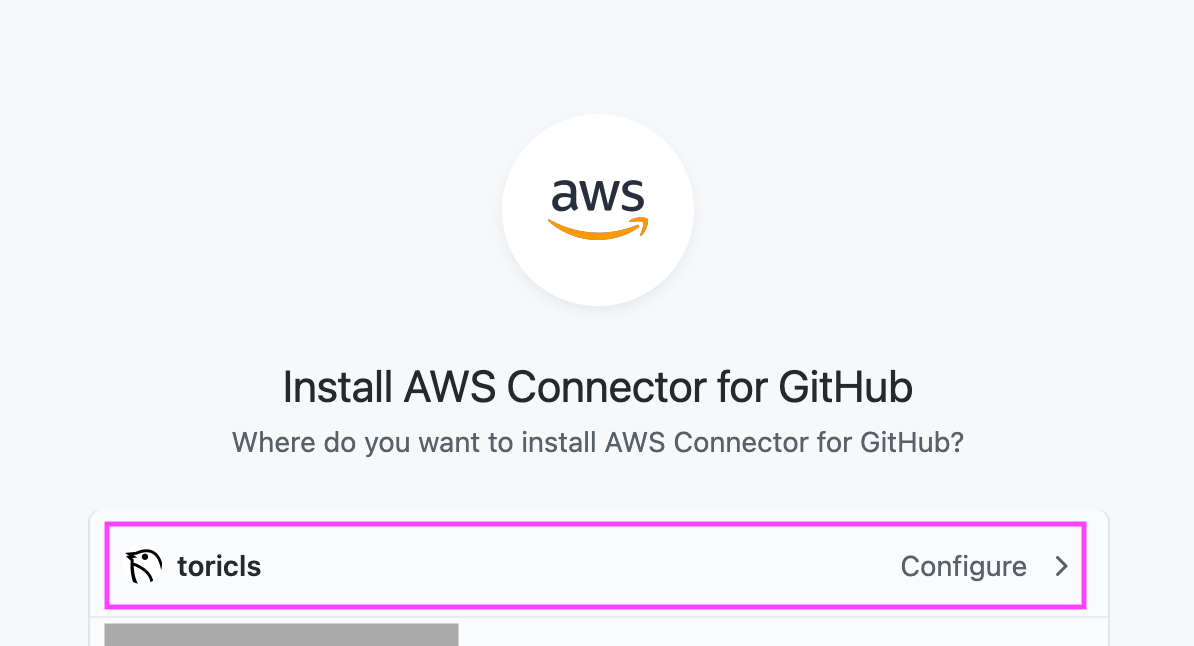 aws
Install AWS Connector for GitHub
Where do you want to install AWS Connector for GitHub?
toricls Configure